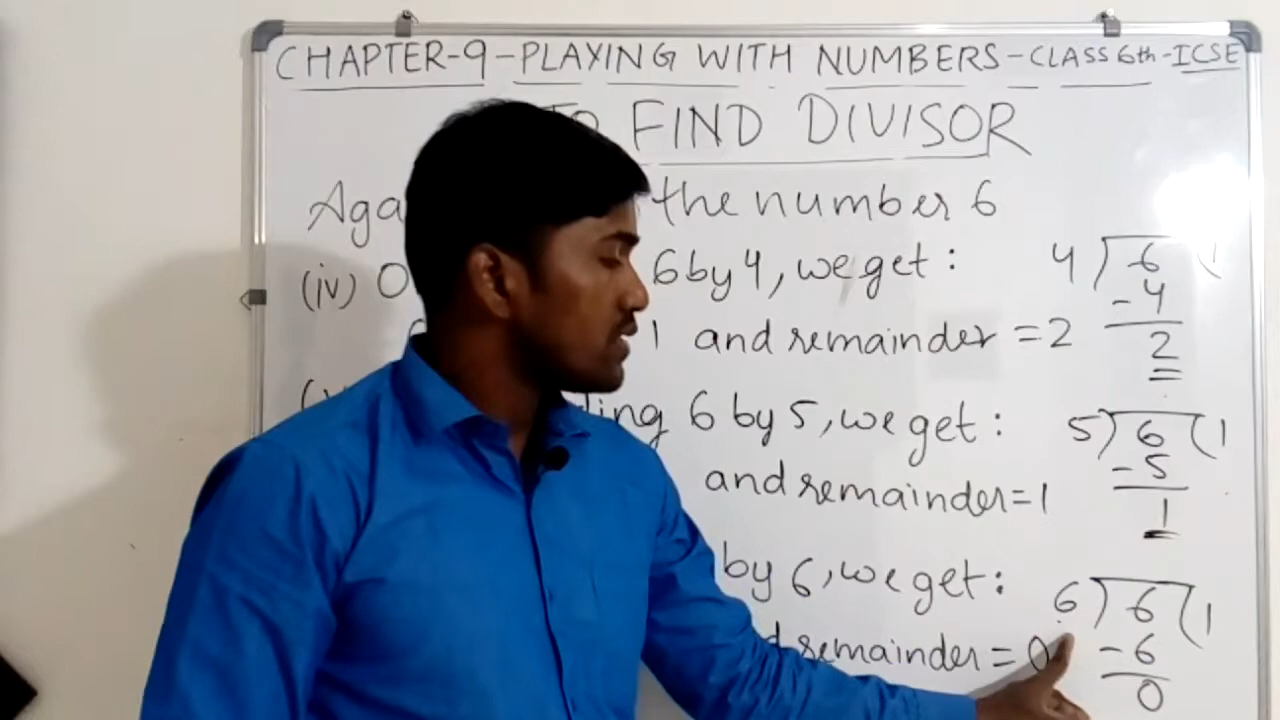 CHAPTER-9-PLAYING WITH NUMBERS-CLASS 6th-ICSE
FIND DIVISOR
the number 6
(iv) 6 by 4, we get :
1 and remainder = 2
6 by 5, we get :
and remainder = 1
by 6, we get :
remainder = 0
4 ) 6 ( 1
- 4
2
5 ) 6 ( 1
- 5
1
6 ) 6 ( 1
- 6
0